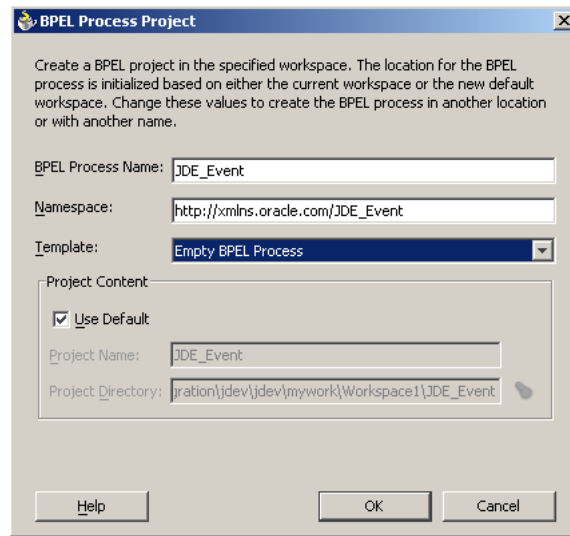 BPEL Process Project
Create a BPEL project in the specified workspace. The location for the BPEL
process is initialized based on either the current workspace or the new default
workspace. Change these values to create the BPEL process in another location
or with another name.
BPEL Process Name: JDE_Event
Namespace: http://xmlns.oracle.com/JDE_Event
Template: Empty BPEL Process
Project Content
Use Default
Project Name: JDE_Event
Project Directory: gration\jdev\jdev\mywork\Workspace1\JDE_Event
Help OK Cancel